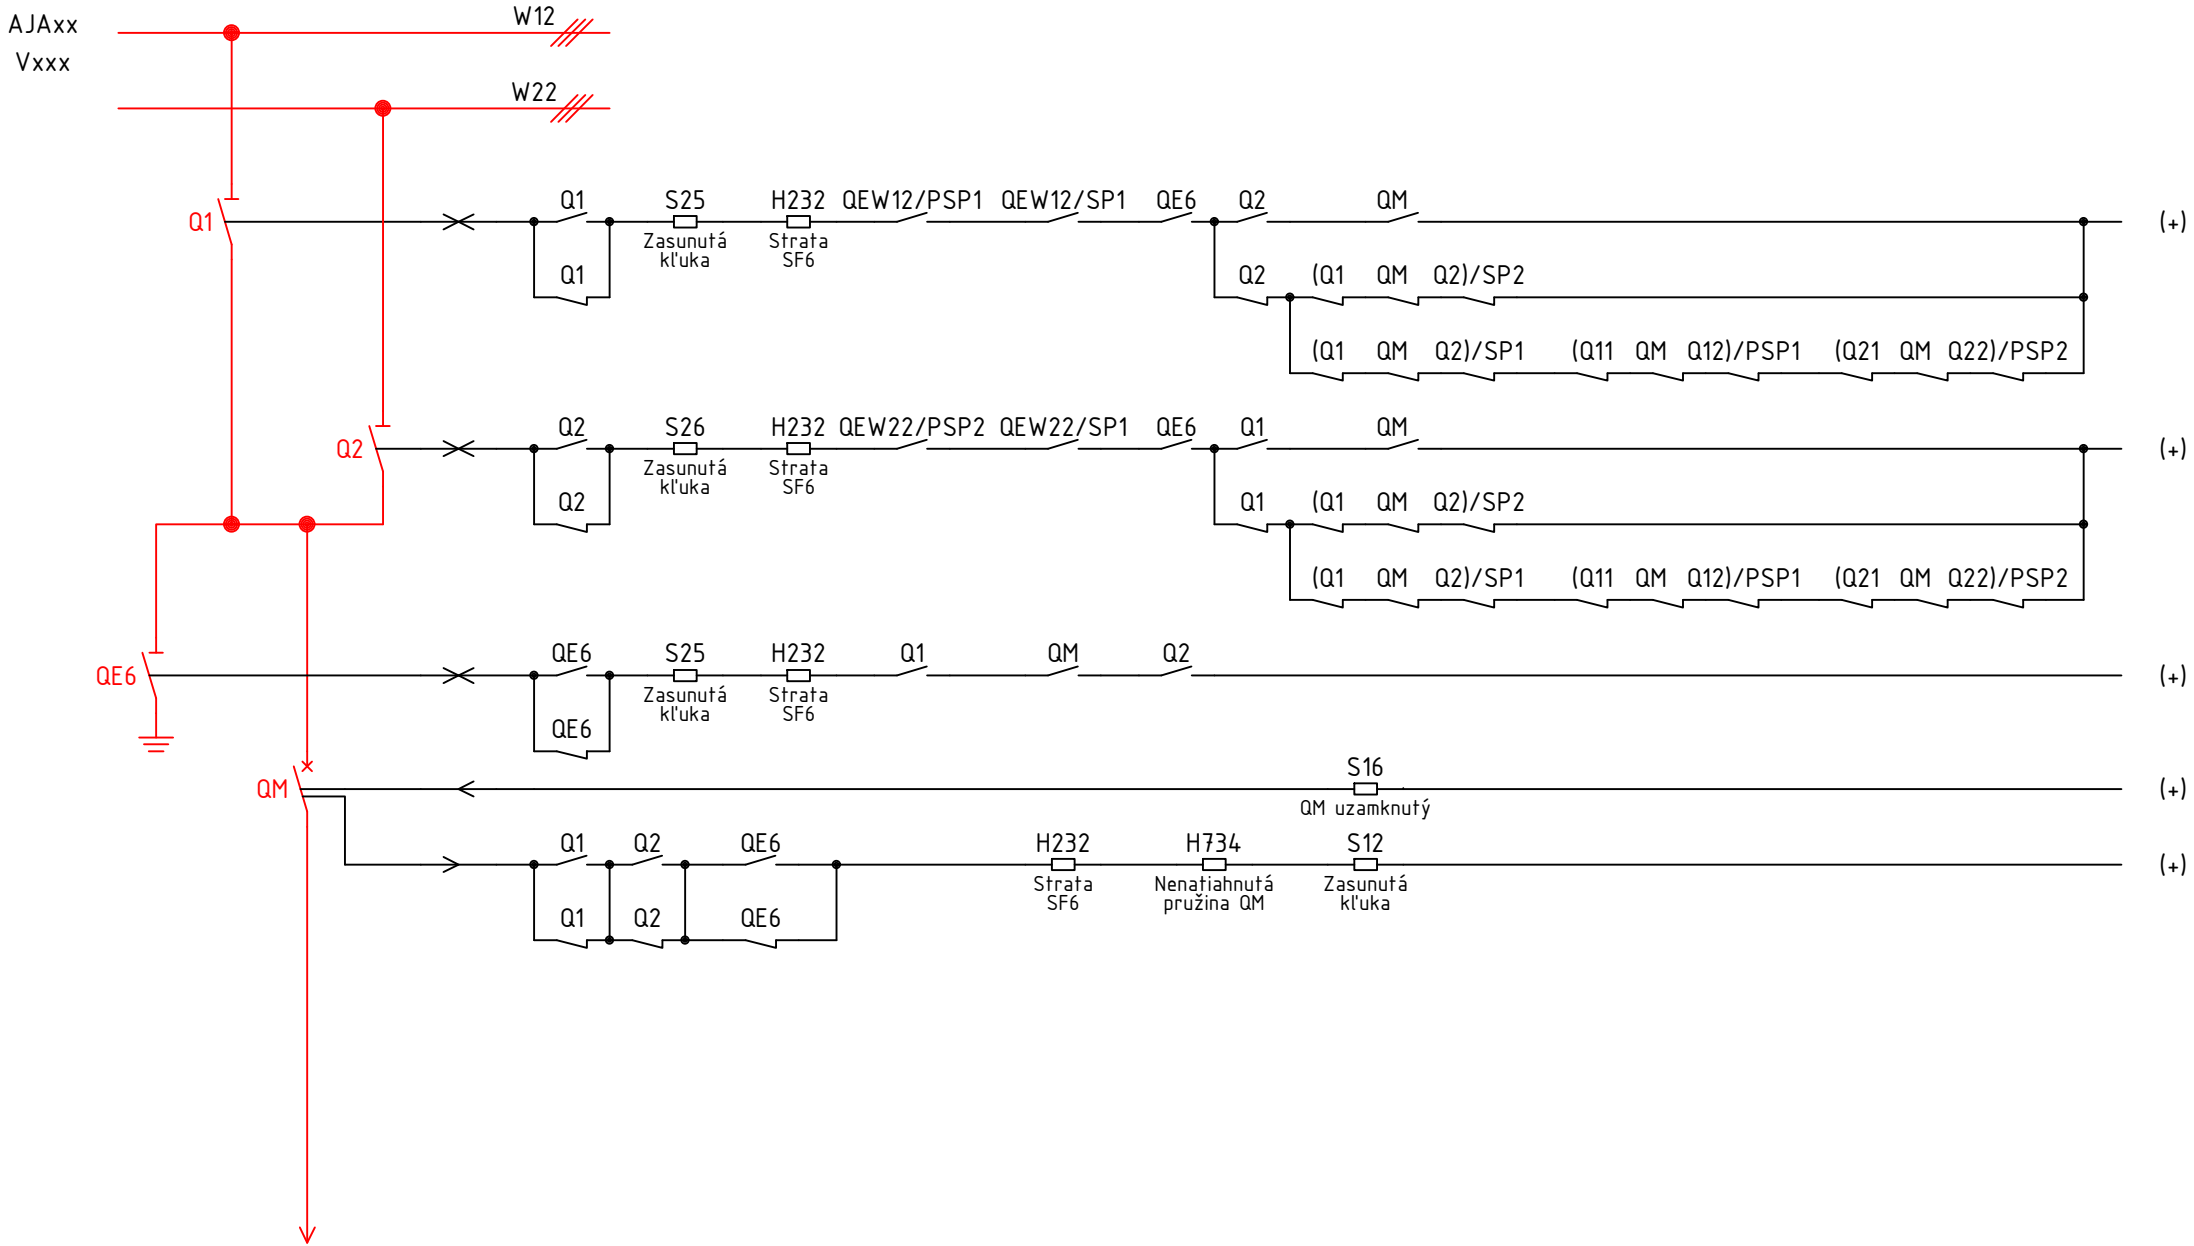 AJAxx
Vxxx
W12
W22
Q1
Q1 S25 H232 QEW12/PSP1 QEW12/SP1 QE6 Q2 QM
(+)
Zasunutá
kľuka
Strata
SF6
Q1
Q2 (Q1 QM Q2)/SP2
(Q1 QM Q2)/SP1 (Q11 QM Q12)/PSP1 (Q21 QM Q22)/PSP2
Q2
Q2 S26 H232 QEW22/PSP2 QEW22/SP1 QE6 Q1 QM
(+)
Zasunutá
kľuka
Strata
SF6
Q2
Q1 (Q1 QM Q2)/SP2
(Q1 QM Q2)/SP1 (Q11 QM Q12)/PSP1 (Q21 QM Q22)/PSP2
QE6
QE6 S25 H232 Q1 QM Q2
(+)
Zasunutá
kľuka
Strata
SF6
QE6
QM
S16
(+)
QM uzamknutý
Q1 Q2 QE6 H232 H734 S12
(+)
Strata
SF6
Nenatiahnutá
pružina QM
Zasunutá
kľuka
Q1 Q2 QE6